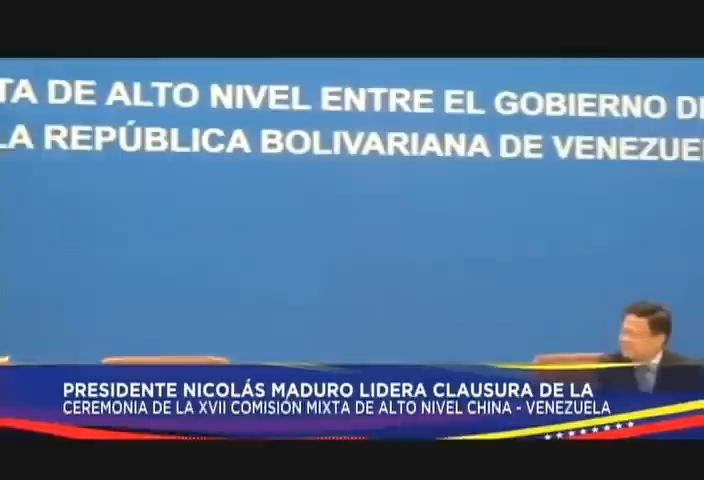 TA DE ALTO NIVEL ENTRE EL GOBIERNO DE
LA REPÚBLICA BOLIVARIANA DE VENEZUE
PRESIDENTE NICOLÁS MADURO LIDERA CLAUSURA DE LA
CEREMONIA DE LA XVII COMISIÓN MIXTA DE ALTO NIVEL CHINA - VENEZUELA